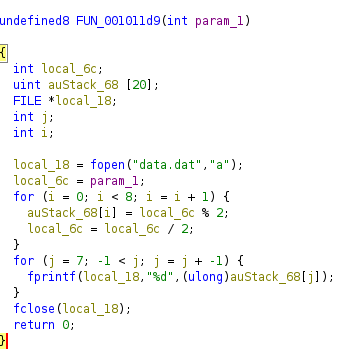 undefined8 FUN_001011d9(int param_1)
{
int local_6c;
uint auStack_68 [20];
FILE *local_18;
int j;
int i;
local_18 = fopen("data.dat","a");
local_6c = param_1;
for (i = 0; i < 8; i = i + 1) {
auStack_68[i] = local_6c % 2;
local_6c = local_6c / 2;
}
for (j = 7; -1 < j; j = j + -1) {
fprintf(local_18,"%d",(ulong)auStack_68[j]);
}
fclose(local_18);
return 0;
}